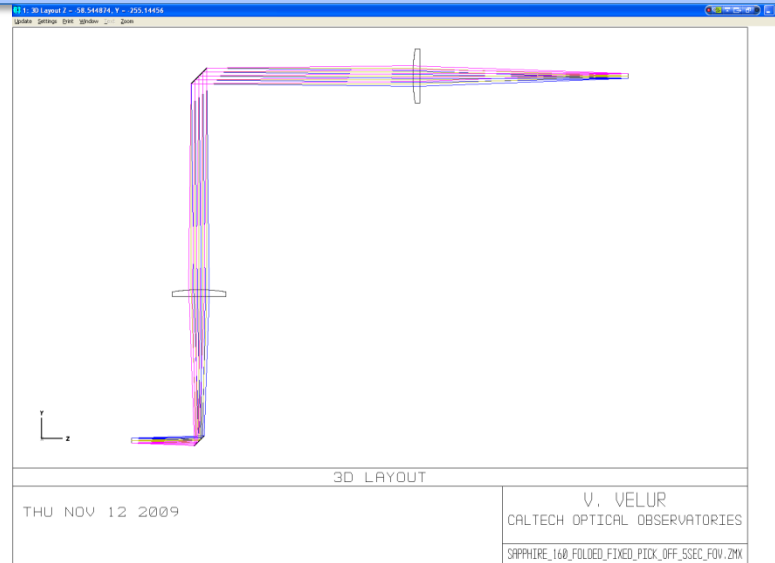 1: 3D Layout Z = -58.544874, Y = -255.14456
Update Settings Print Window Zoom
Y
Z
3D LAYOUT
THU NOV 12 2009
V. VELUR
CALTECH OPTICAL OBSERVATORIES
SAPPHIRE_160_FOLDED_FIXED_PICK_OFF_5SEC_FOV.ZMX